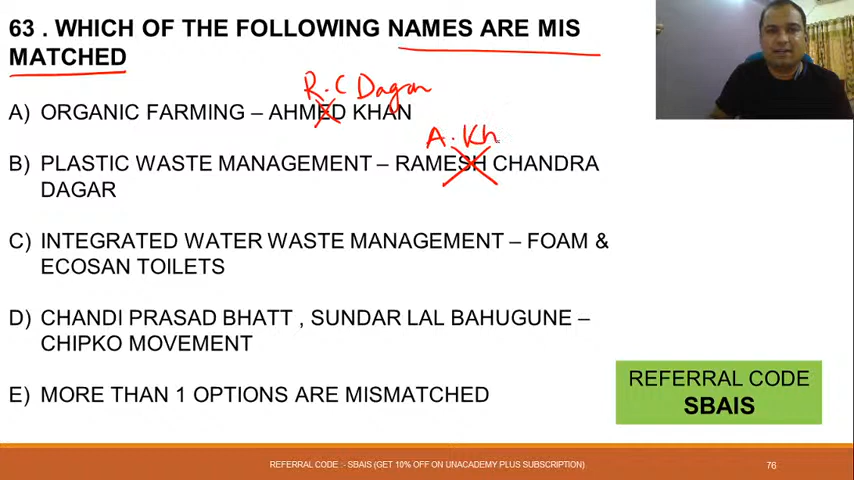 63 . WHICH OF THE FOLLOWING NAMES ARE MIS
MATCHED
R.C Dagar
A) ORGANIC FARMING – AHMED KHAN
A. Kh
B) PLASTIC WASTE MANAGEMENT – RAMESH CHANDRA
DAGAR
C) INTEGRATED WATER WASTE MANAGEMENT – FOAM &
ECOSAN TOILETS
D) CHANDI PRASAD BHATT , SUNDAR LAL BAHUGUNE –
CHIPKO MOVEMENT
E) MORE THAN 1 OPTIONS ARE MISMATCHED
REFERRAL CODE
SBAIS
REFERRAL CODE :- SBAIS (GET 10% OFF ON UNACADEMY PLUS SUBSCRIPTION)
76